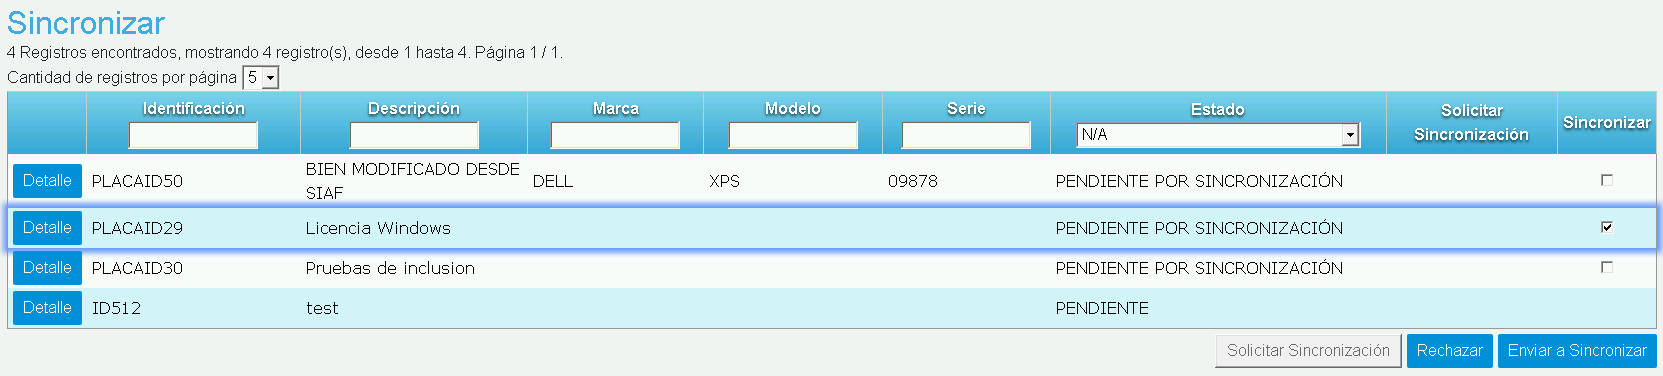 Sincronizar
4 Registros encontrados, mostrando 4 registro(s), desde 1 hasta 4. Página 1 / 1.
Cantidad de registros por página 5
Identificación Descripción Marca Modelo Serie Estado Solicitar Sincronización Sincronizar
N/A
Detalle PLACAID50 BIEN MODIFICADO DESDE SIAF DELL XPS 09878 PENDIENTE POR SINCRONIZACIÓN
Detalle PLACAID29 Licencia Windows PENDIENTE POR SINCRONIZACIÓN
Detalle PLACAID30 Pruebas de inclusion PENDIENTE POR SINCRONIZACIÓN
Detalle ID512 test PENDIENTE
Solicitar Sincronización Rechazar Enviar a Sincronizar